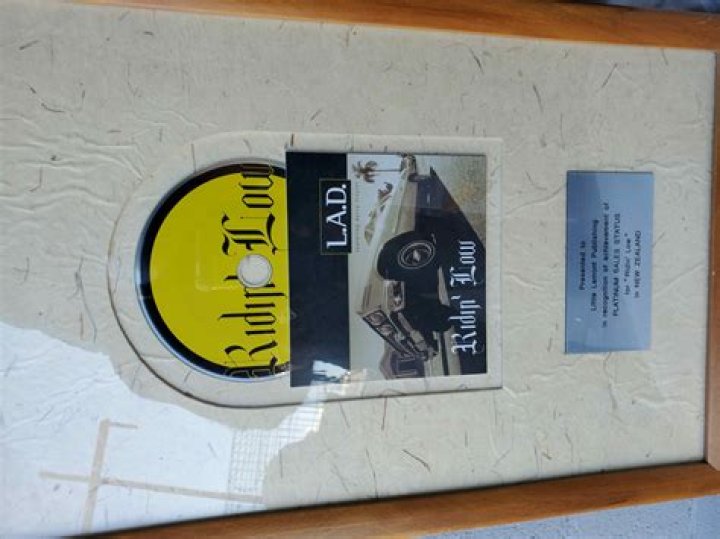 Ridin' Low
L.A.D.
Ridin' Low
Presented to
Little Lamont Publishing
in recognition of achievement of
PLATINUM SALES STATUS
for "Ridin' Low"
in NEW ZEALAND